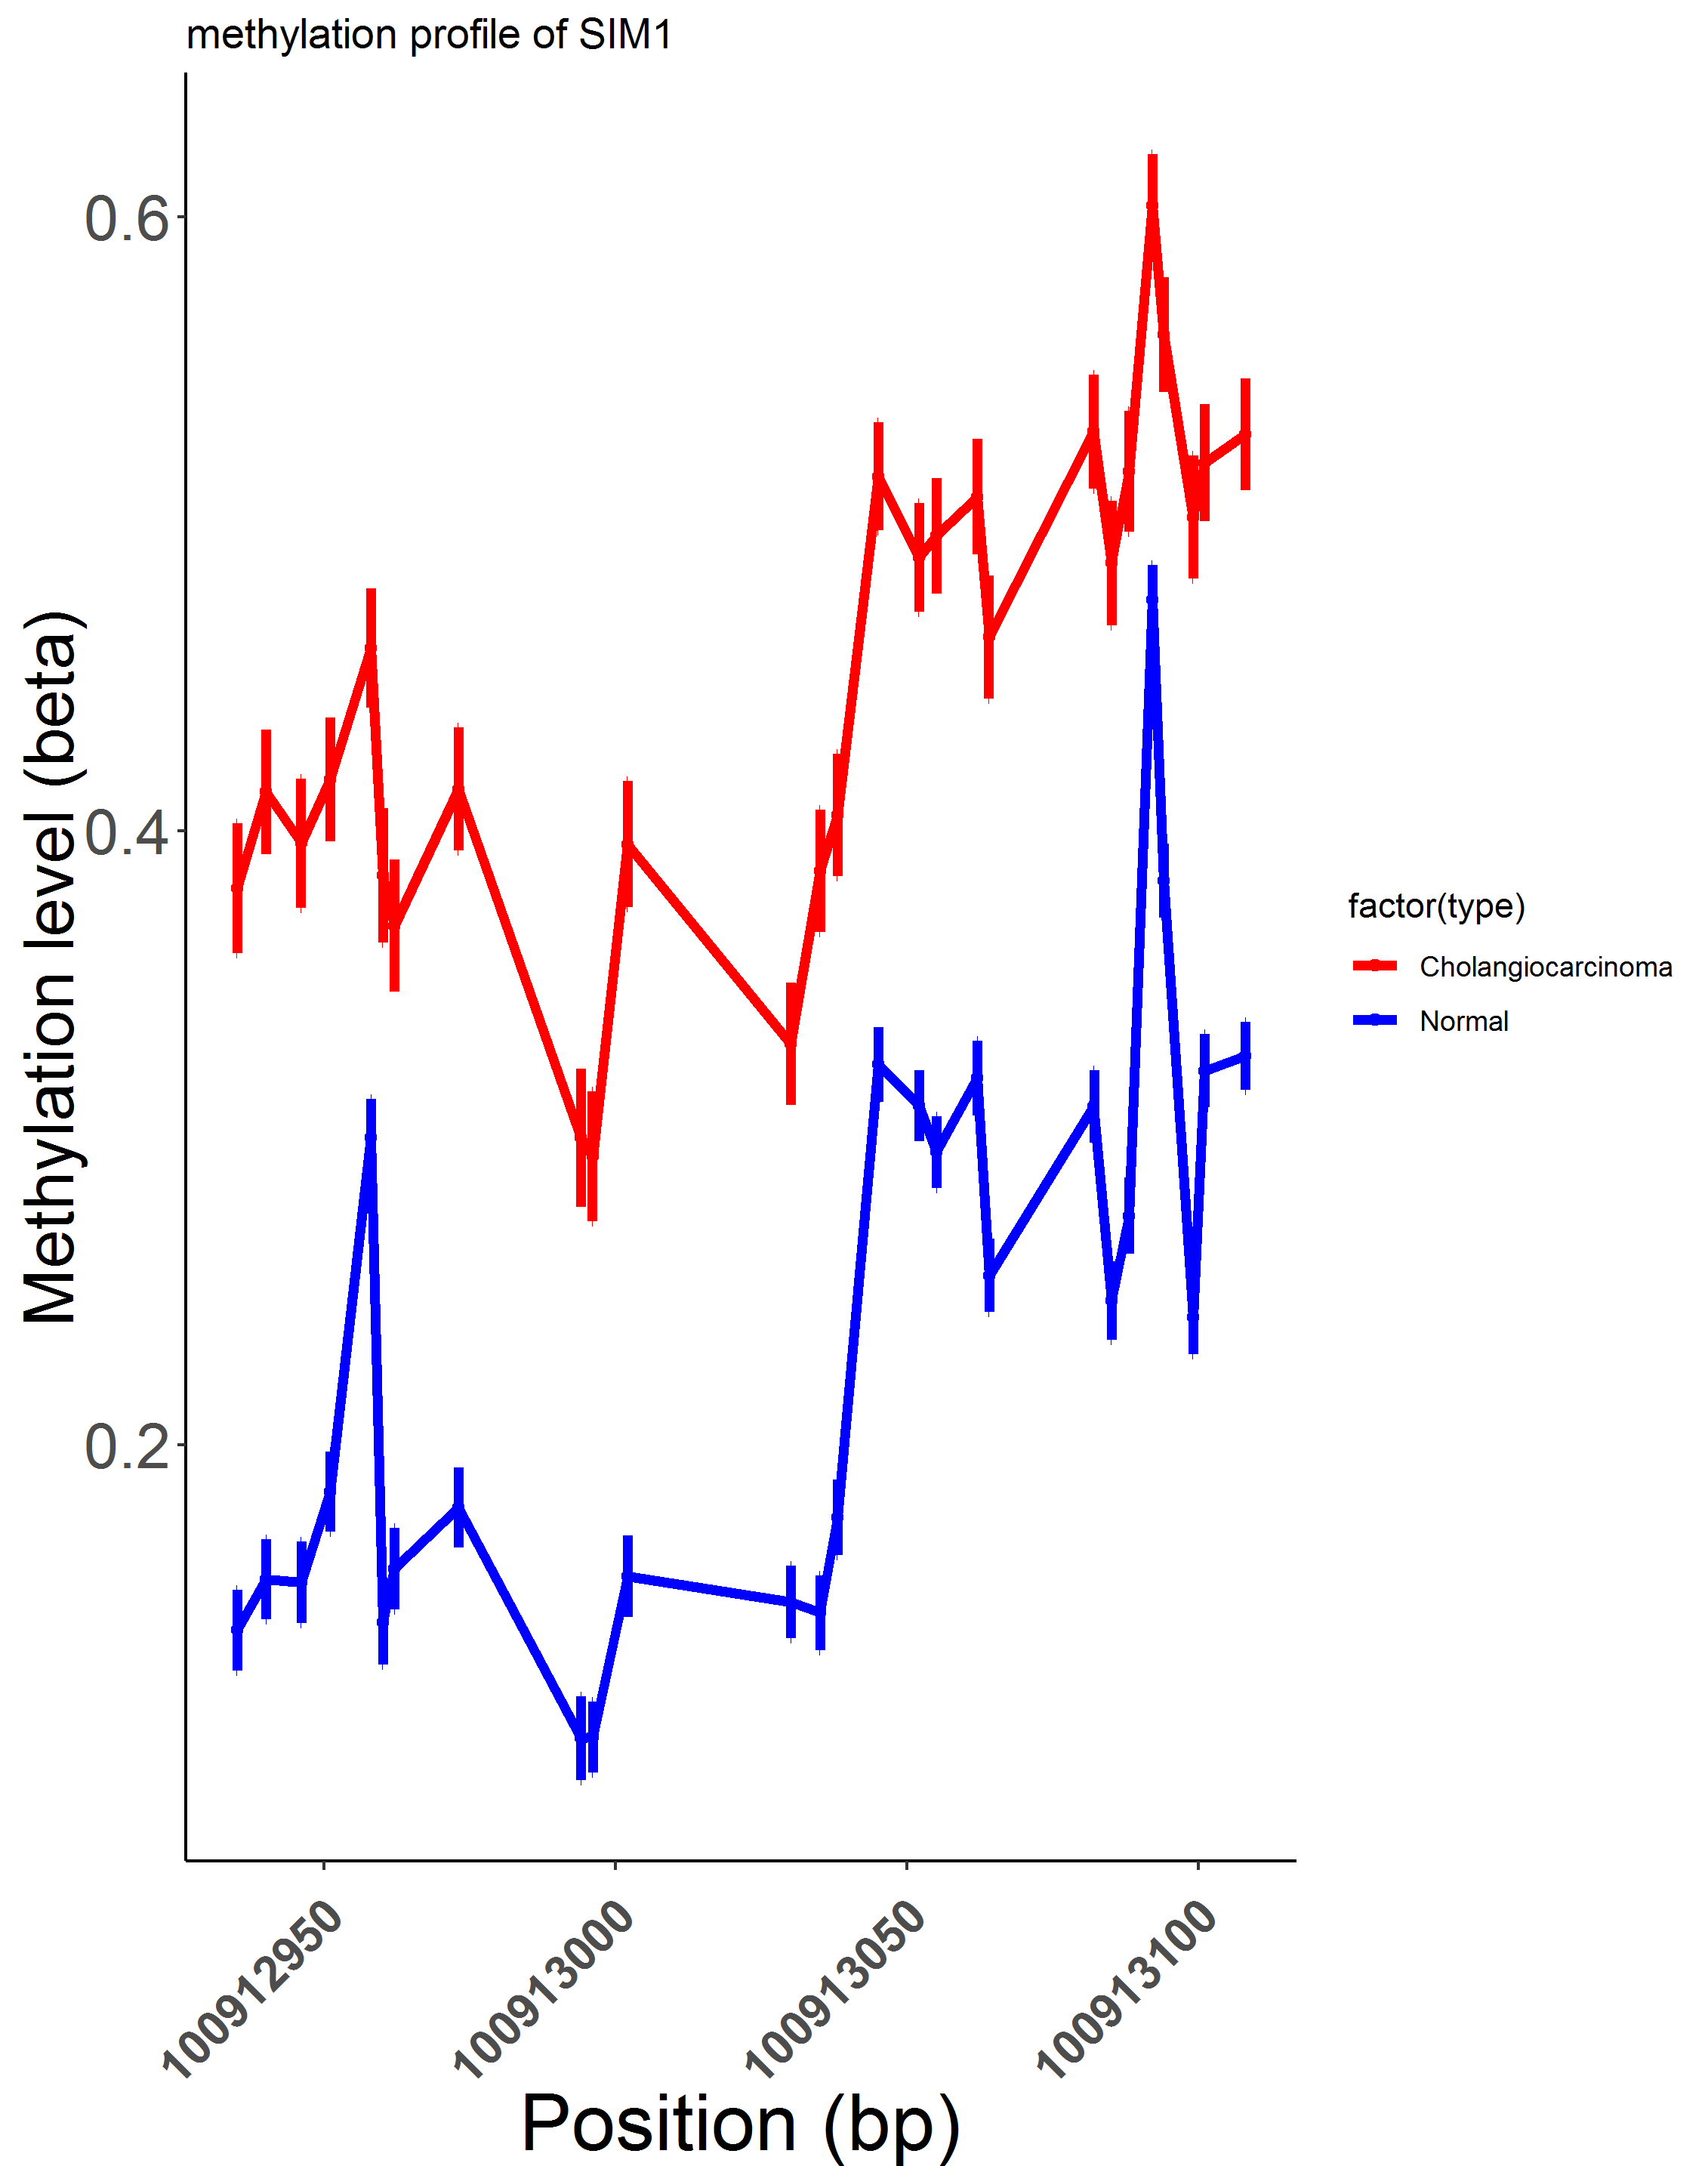 methylation profile of SIM1
0.6
0.4
0.2
Methylation level (beta)
factor(type)
Cholangiocarcinoma
Normal
100912950
100913000
100913050
100913100
Position (bp)